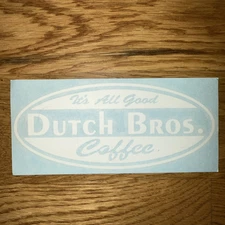 It's All Good
DUTCH BROS.
Coffee